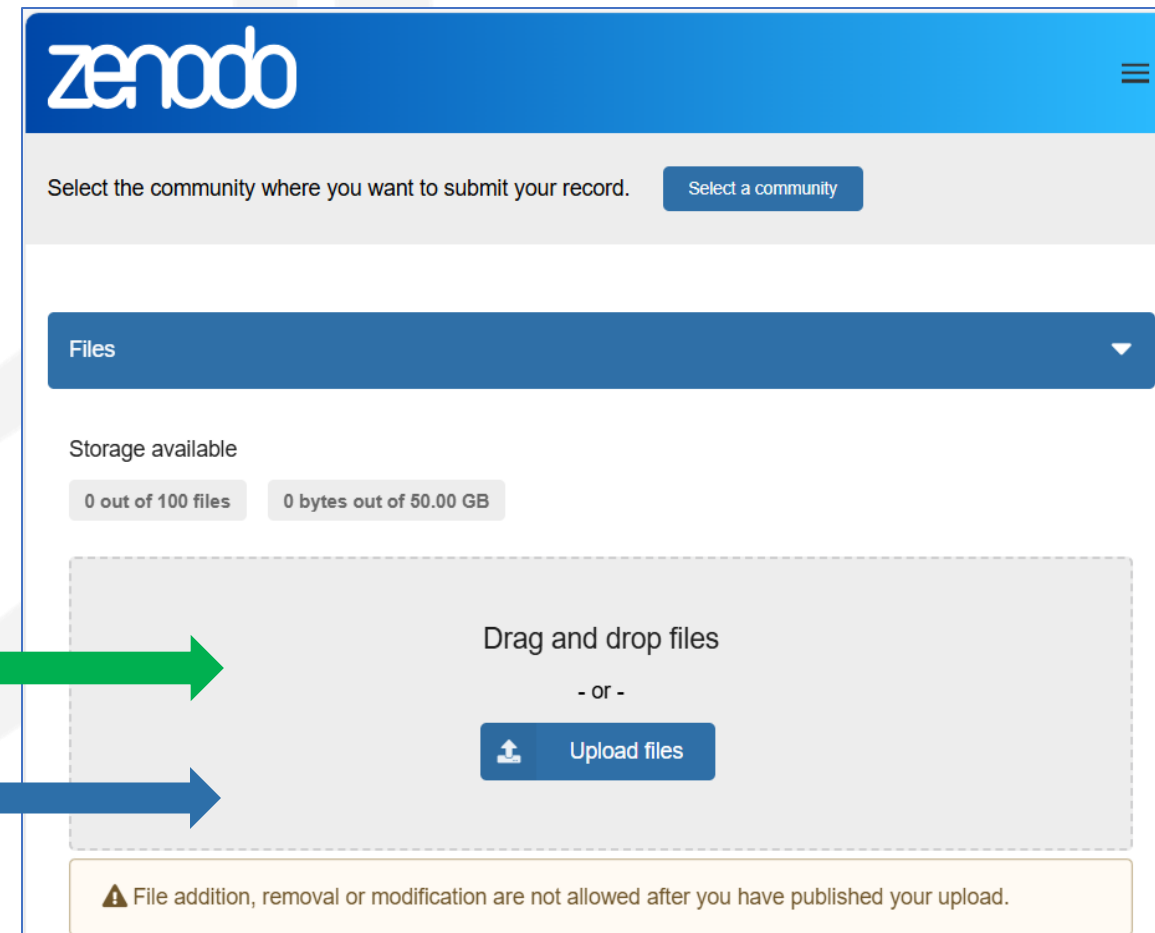 zenodo
Select the community where you want to submit your record.
Select a community
Files
Storage available
0 out of 100 files
0 bytes out of 50.00 GB
Drag and drop files
- or -
Upload files
File addition, removal or modification are not allowed after you have published your upload.